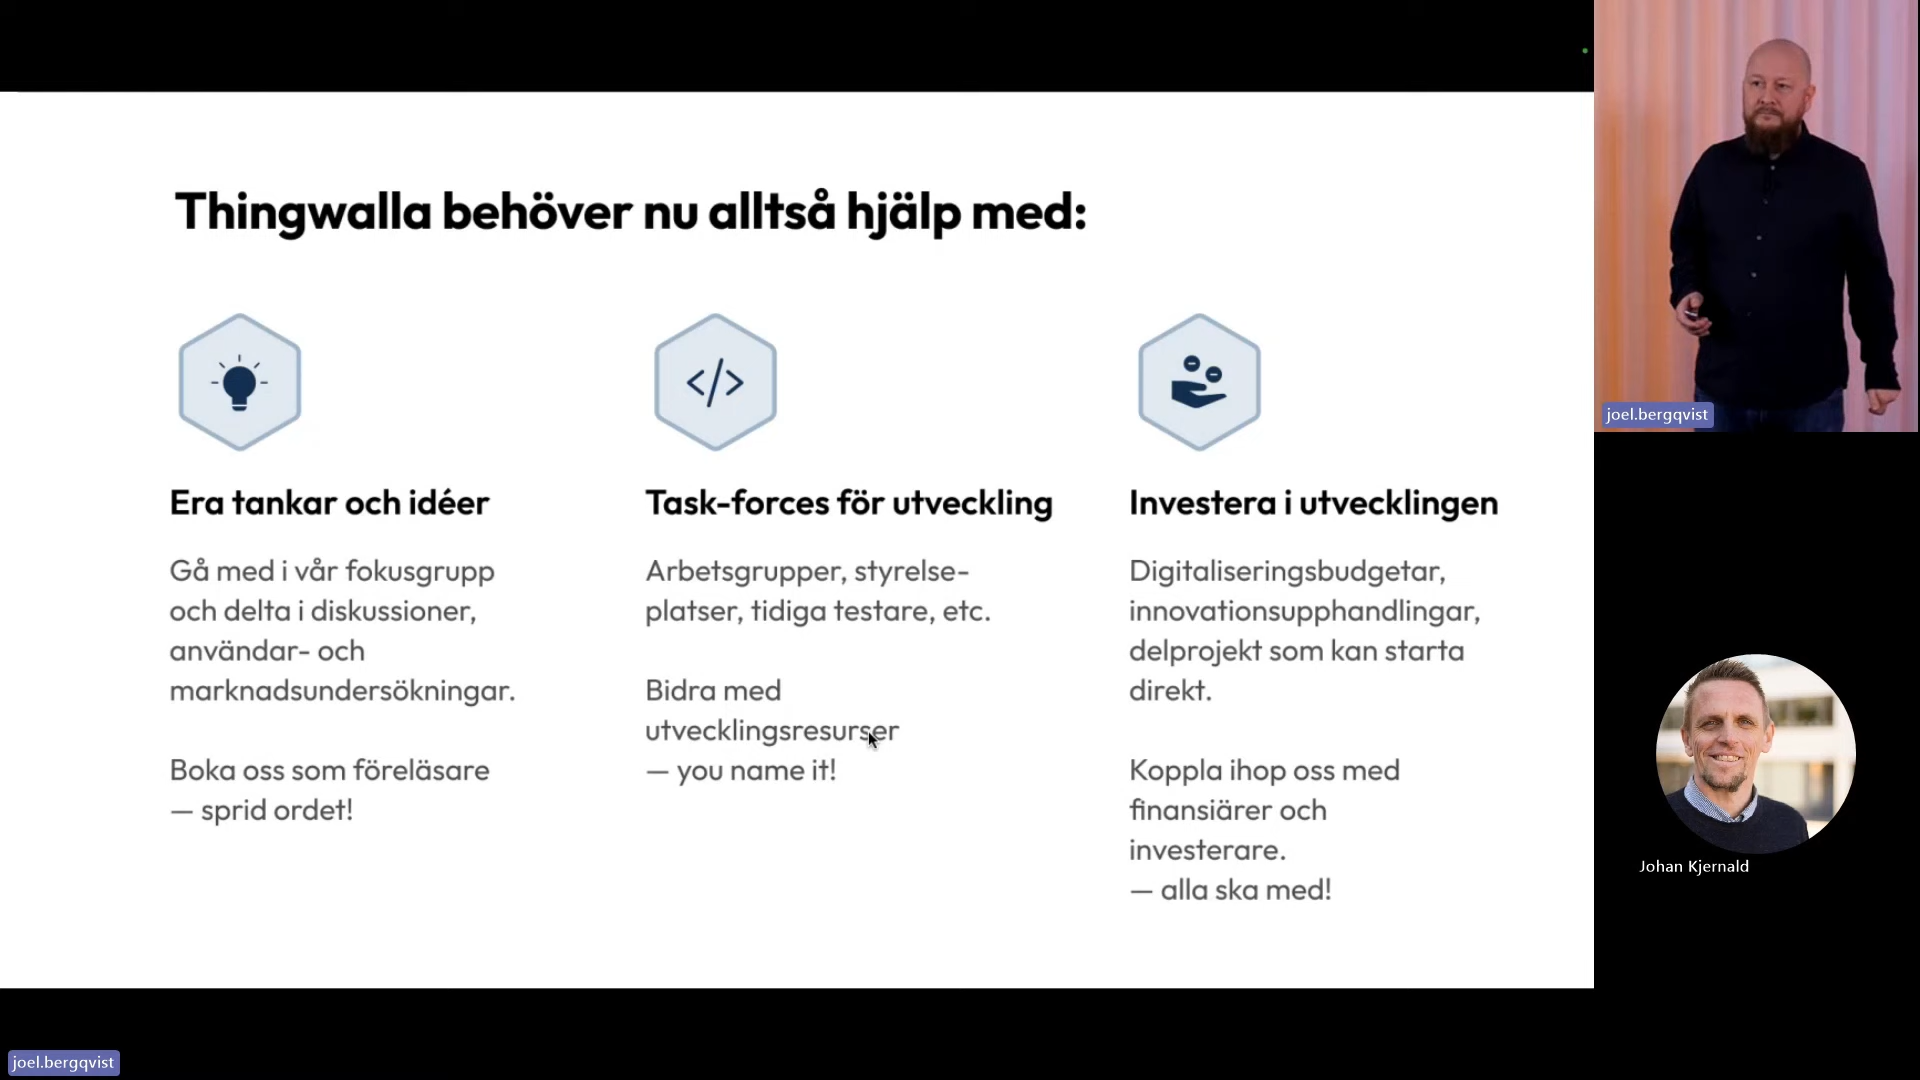 Thingwalla behöver nu alltså hjälp med:
</>
Era tankar och idéer
Gå med i vår fokusgrupp
och delta i diskussioner,
användar- och
marknadsundersökningar.
Boka oss som föreläsare
— sprid ordet!
Task-forces för utveckling
Arbetsgrupper, styrelse-
platser, tidiga testare, etc.
Bidra med
utvecklingsresurser
— you name it!
Investera i utvecklingen
Digitaliseringsbudgetar,
innovationsupphandlingar,
delprojekt som kan starta
direkt.
Koppla ihop oss med
finansiärer och
investerare.
— alla ska med!
joel.bergqvist
Johan Kjernald
joel.bergqvist